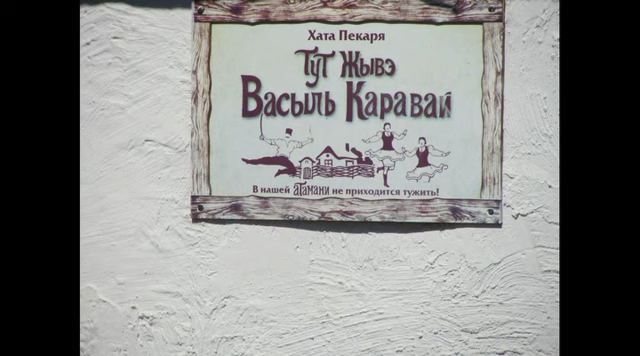 Хата Пекаря
Тут Жывэ
Васыль Каравай
В нашей атамани не приходится тужить!